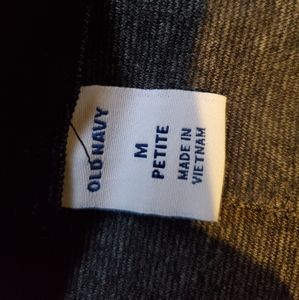 OLD NAVY
M
PETITE
MADE IN
VIETNAM